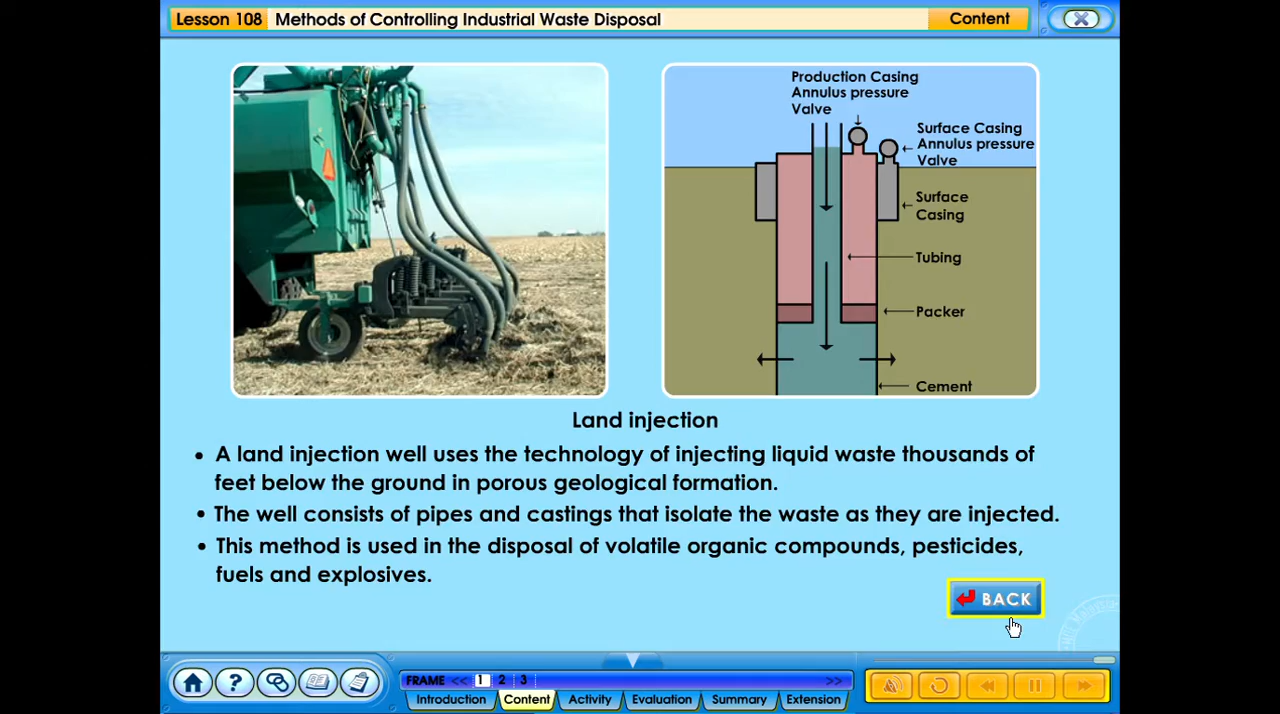 Lesson 108 Methods of Controlling Industrial Waste Disposal Content
Production Casing
Annulus pressure
Valve
Surface Casing
Annulus pressure
Valve
Surface
Casing
Tubing
Packer
Cement
Land injection
• A land injection well uses the technology of injecting liquid waste thousands of
feet below the ground in porous geological formation.
• The well consists of pipes and castings that isolate the waste as they are injected.
• This method is used in the disposal of volatile organic compounds, pesticides,
fuels and explosives.
BACK
FRAME << 1 2 3 >>
Introduction Content Activity Evaluation Summary Extension